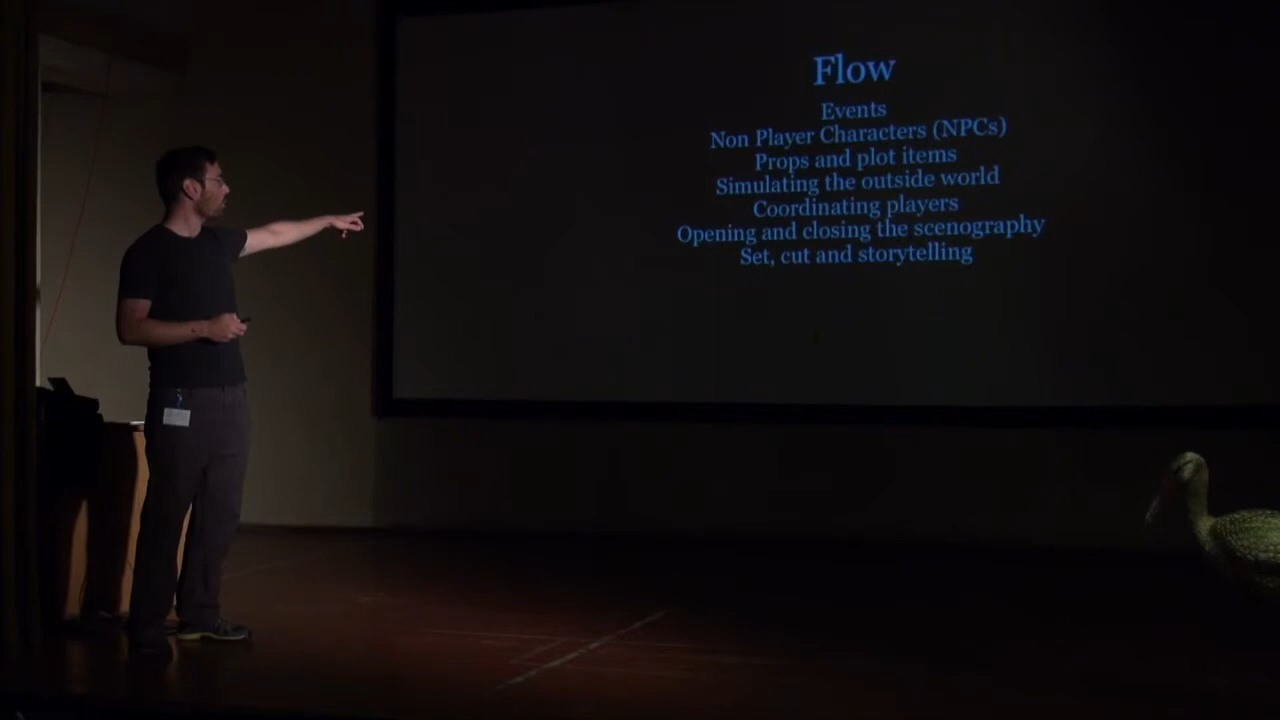 Flow
Events
Non Player Characters (NPCs)
Props and plot items
Simulating the outside world
Coordinating players
Opening and closing the scenography
Set, cut and storytelling